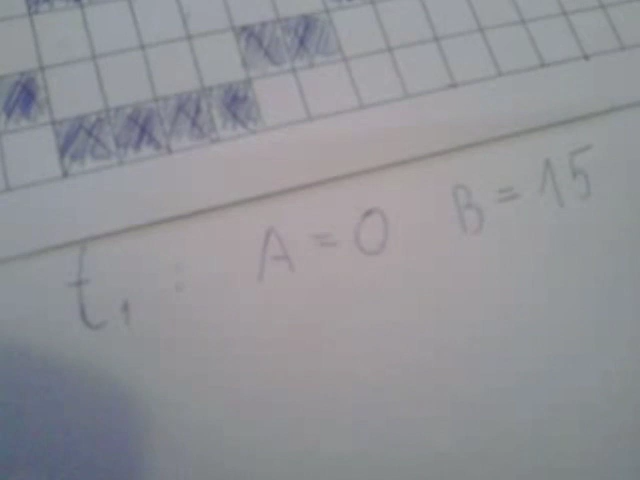 t₁ : A = 0 B = 15